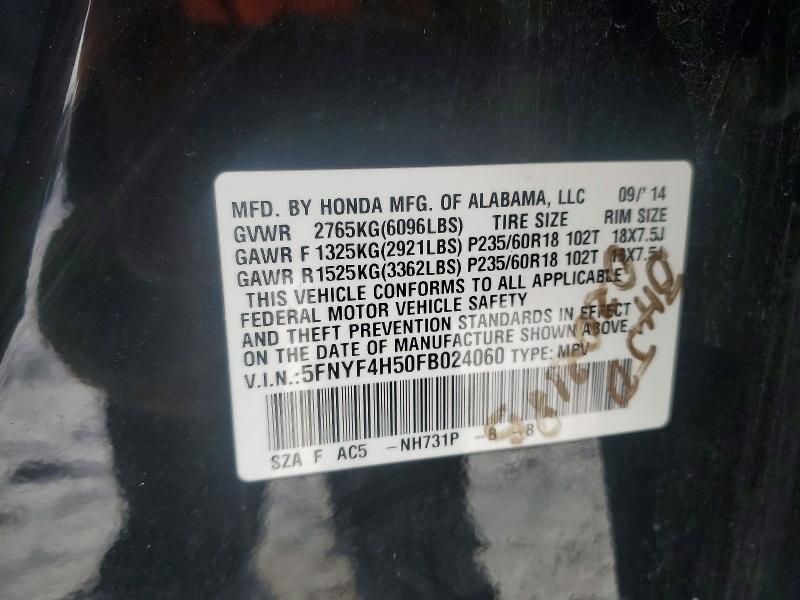 MFD. BY HONDA MFG. OF ALABAMA, LLC 09/'14
GVWR 2765KG(6096LBS) TIRE SIZE RIM SIZE
GAWR F 1325KG(2921LBS) P235/60R18 102T 18X7.5J
GAWR R 1525KG(3362LBS) P235/60R18 102T 18X7.5J
THIS VEHICLE CONFORMS TO ALL APPLICABLE
FEDERAL MOTOR VEHICLE SAFETY
AND THEFT PREVENTION STANDARDS IN EFFECT
ON THE DATE OF MANUFACTURE SHOWN ABOVE.
V.I.N.:5FNYF4H50FB024060 TYPE: MPV
SZA F AC5 -NH731P -B B